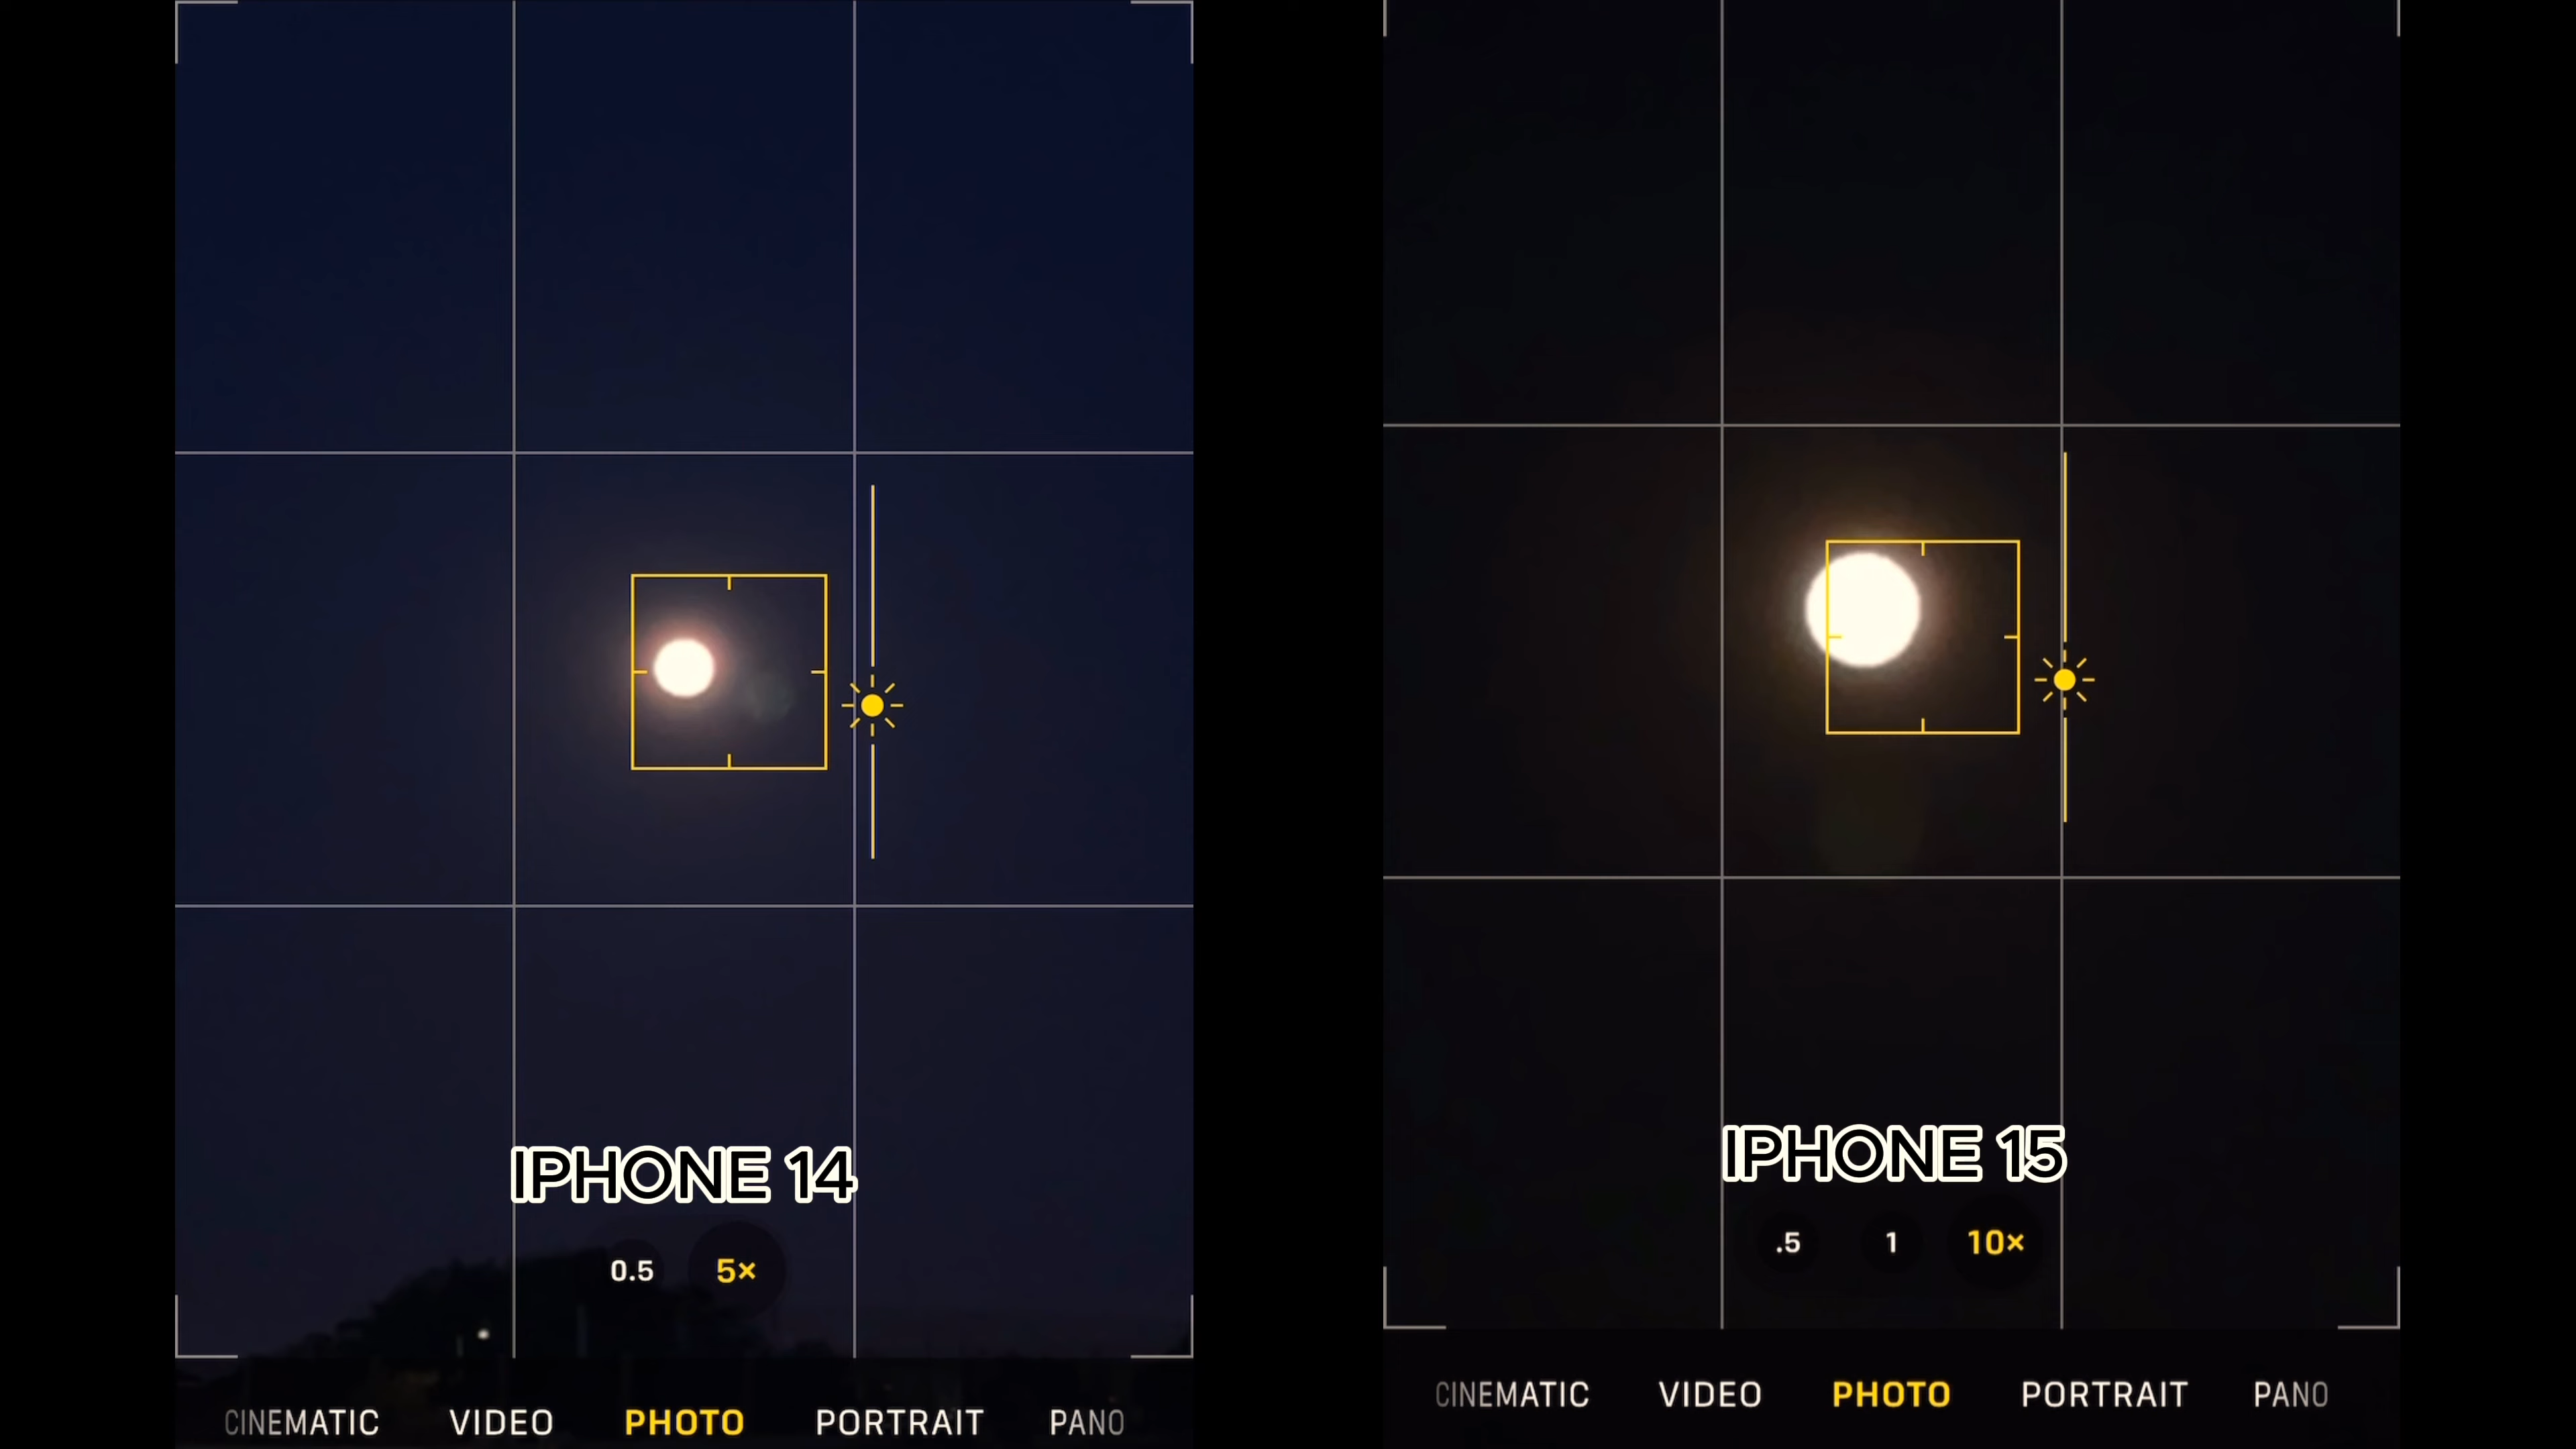 IPHONE 14
0.5 5×
CINEMATIC VIDEO PHOTO PORTRAIT PANO
IPHONE 15
.5 1 10×
CINEMATIC VIDEO PHOTO PORTRAIT PANO